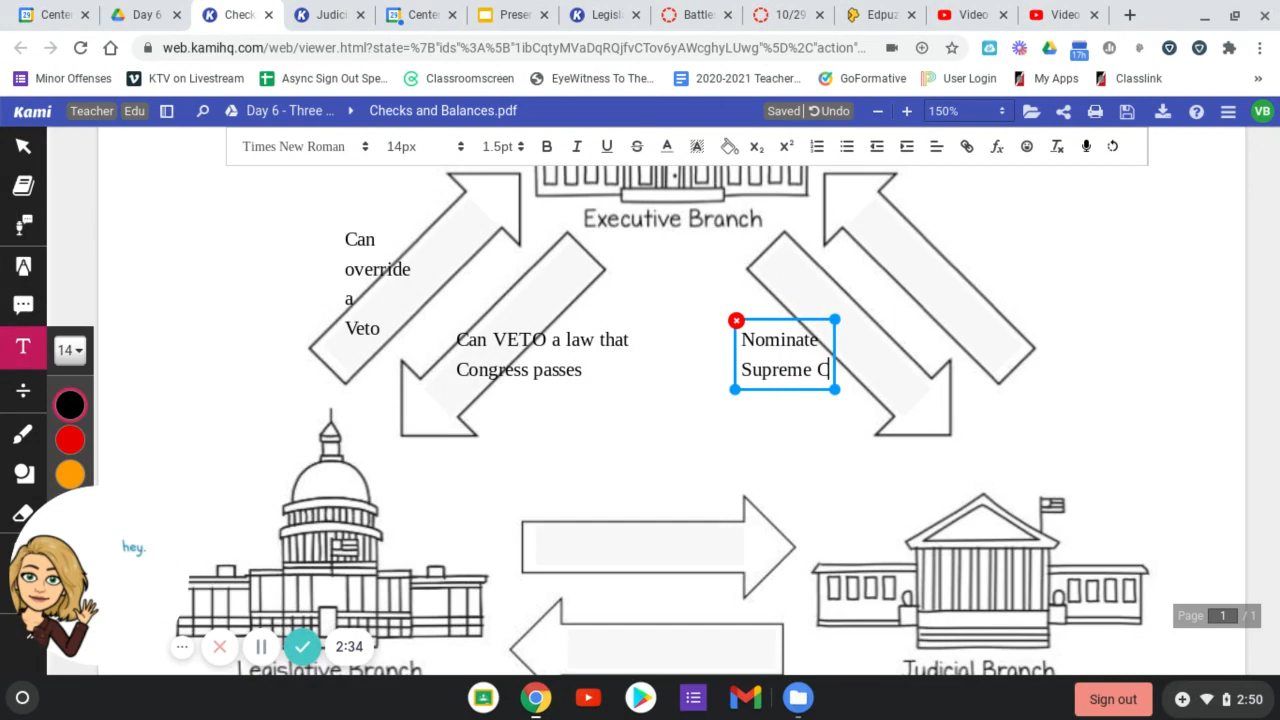 Center
Day 6
Check
Judici
Center
Presen
Legisl
Battle
10/29
Edpuz
Video
Video
web.kamihq.com/web/viewer.html?state=%7B"ids"%3A%5B"1ibCqtyMVaDqRQjfvCTov6yAWcghyLUwg"%5D%2C"action"...
17h
Minor Offenses
KTV on Livestream
Async Sign Out Spe...
Classroomscreen
EyeWitness To The...
2020-2021 Teacher...
GoFormative
User Login
My Apps
Classlink
»
Kami Teacher Edu
Day 6 - Three ...
Checks and Balances.pdf
Saved Undo
150%
VB
Times New Roman 14px 1.5pt B I U S A
Executive Branch
Can
override
a
Veto
Can VETO a law that
Congress passes
Nominate
Supreme C
T
14
hey.
Page 1 / 1
2:34
Legislative Branch
Judicial Branch
Sign out
2:50